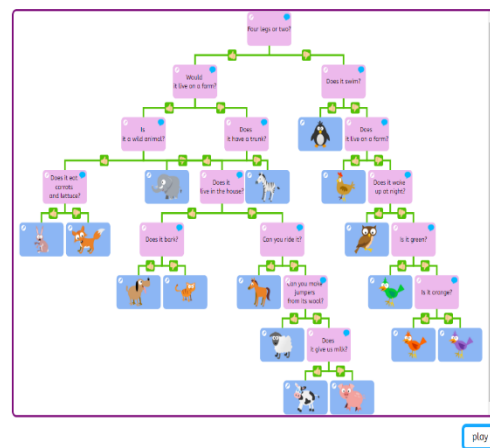 Four legs or two?
Would
it live on a farm?
Does it swim?
Is
it a wild animal?
Does
it have a trunk?
Does
it live on a farm?
Does it eat
carrots
and lettuce?
Does it
live in the house?
Does it wake
up at night?
Does it bark?
Can you ride it?
Is it green?
Can you make
jumpers
from its wool?
Is it orange?
Does
it give us milk?
play